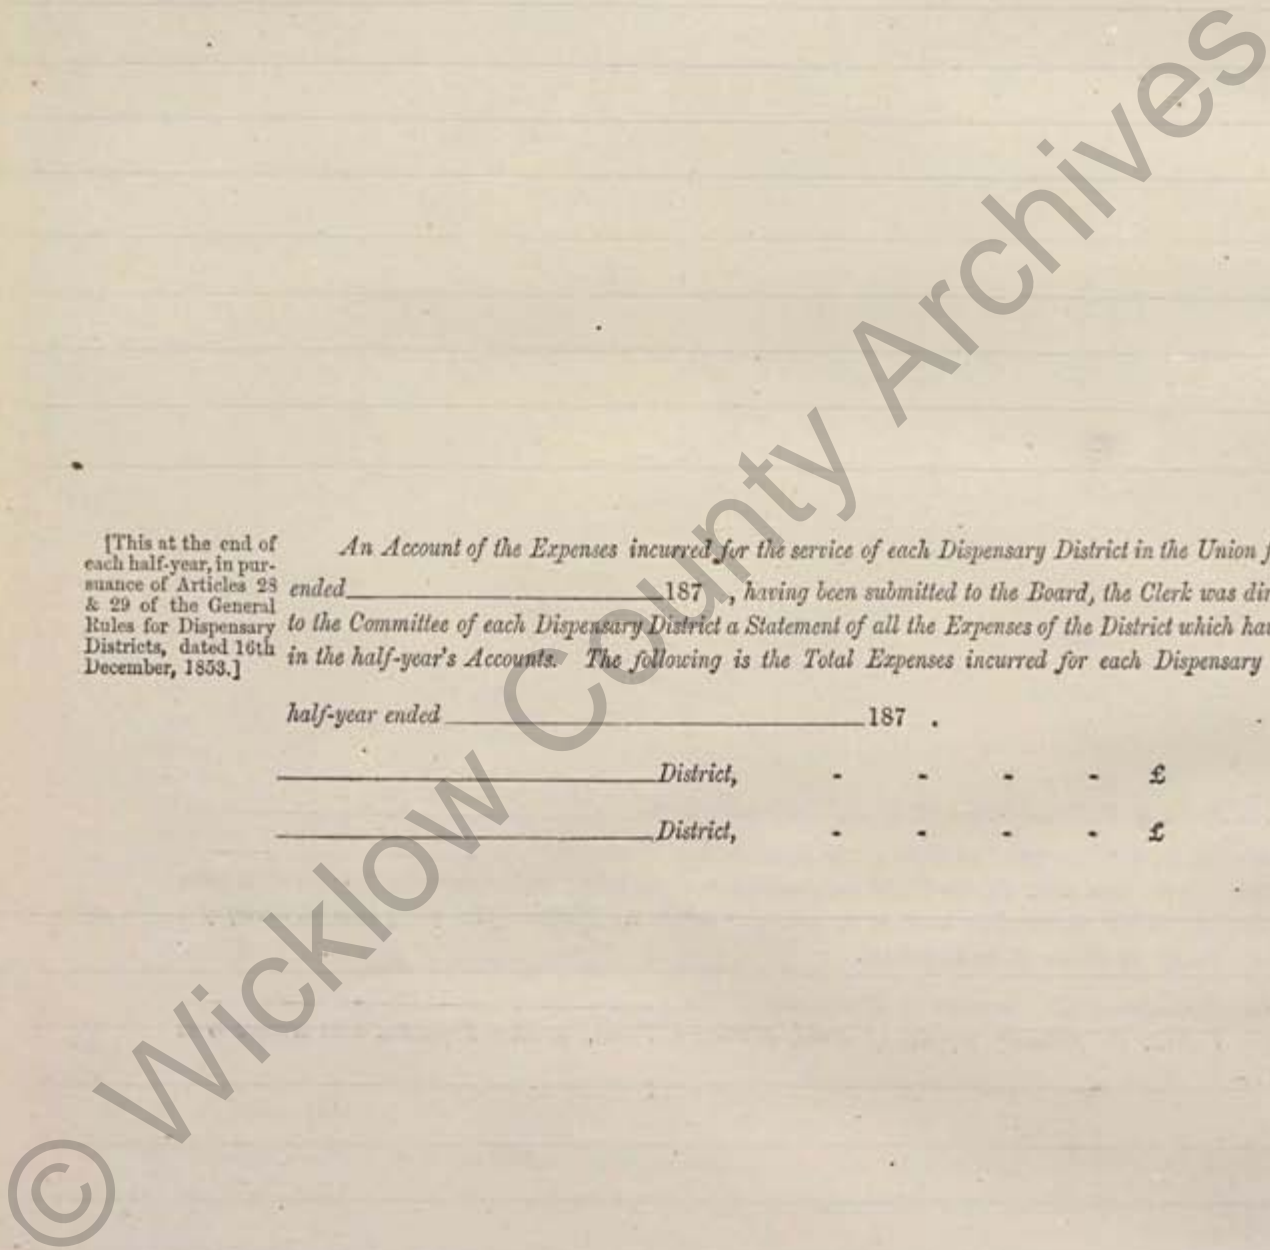 [This at the end of
each half-year, in pur-
suance of Articles 28
& 29 of the General
Rules for Dispensary
Districts, dated 16th
December, 1853.]
An Account of the Expenses incurred for the service of each Dispensary District in the Union f
ended 187 , having been submitted to the Board, the Clerk was dir
to the Committee of each Dispensary District a Statement of all the Expenses of the District which hav
in the half-year's Accounts. The following is the Total Expenses incurred for each Dispensary
half-year ended 187 .
District, - - - - £
District, - - - - £
© Wicklow County Archives